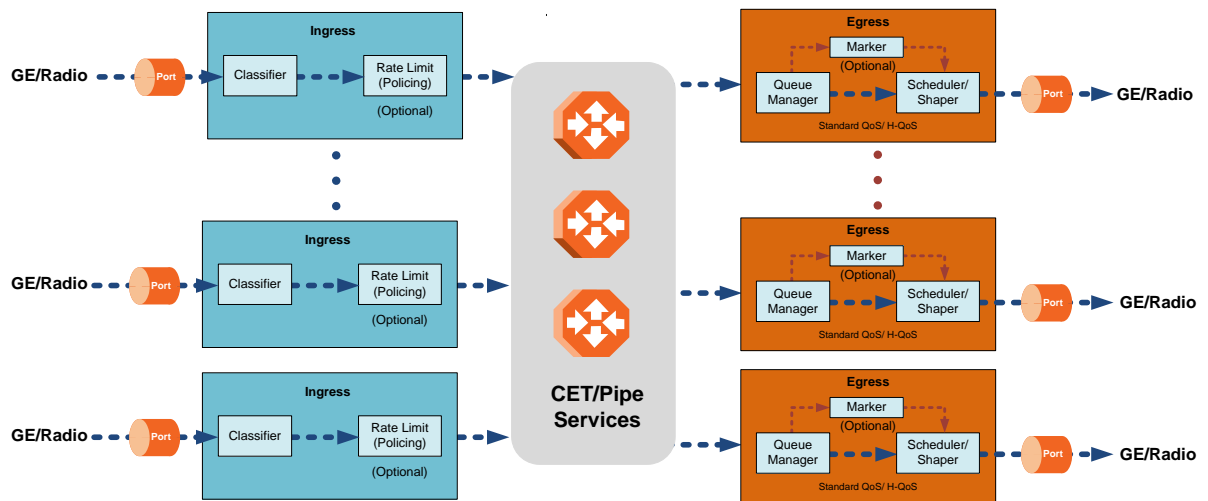 Ingress
GE/Radio
Port
Classifier
Rate Limit
(Policing)
(Optional)
Ingress
GE/Radio
Port
Classifier
Rate Limit
(Policing)
(Optional)
Ingress
GE/Radio
Port
Classifier
Rate Limit
(Policing)
(Optional)
CET/Pipe
Services
Egress
Marker
(Optional)
Queue
Manager
Scheduler/
Shaper
Standard QoS/ H-QoS
Port
GE/Radio
Egress
Marker
(Optional)
Queue
Manager
Scheduler/
Shaper
Standard QoS/ H-QoS
Port
GE/Radio
Egress
Marker
(Optional)
Queue
Manager
Scheduler/
Shaper
Standard QoS/ H-QoS
Port
GE/Radio